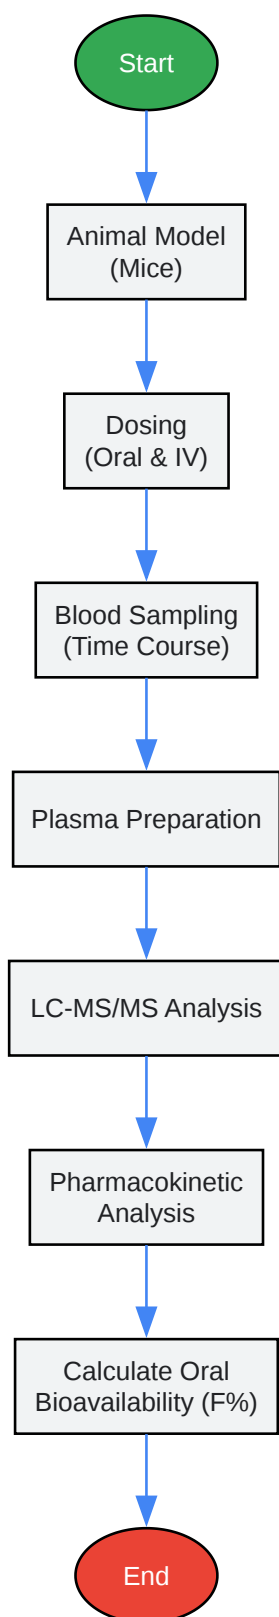 Start
Animal Model
(Mice)
Dosing
(Oral & IV)
Blood Sampling
(Time Course)
Plasma Preparation
LC-MS/MS Analysis
Pharmacokinetic
Analysis
Calculate Oral
Bioavailability (F%)
End